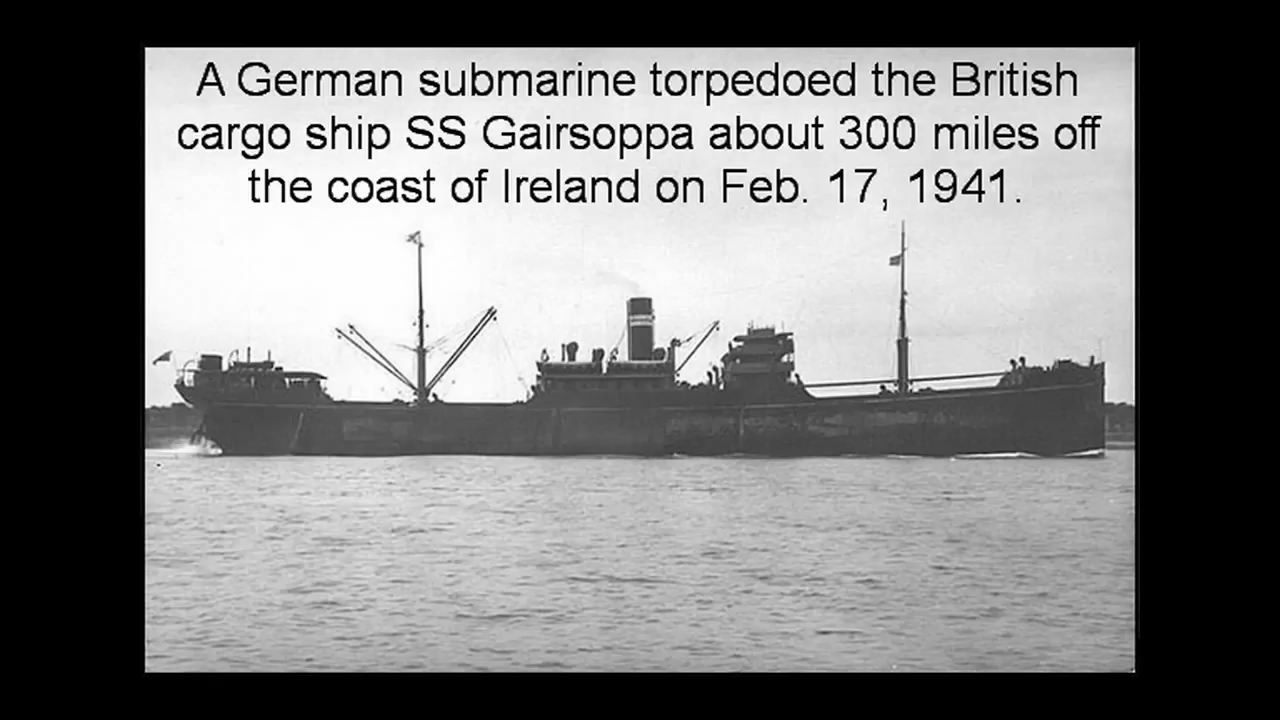 A German submarine torpedoed the British
cargo ship SS Gairsoppa about 300 miles off
the coast of Ireland on Feb. 17, 1941.